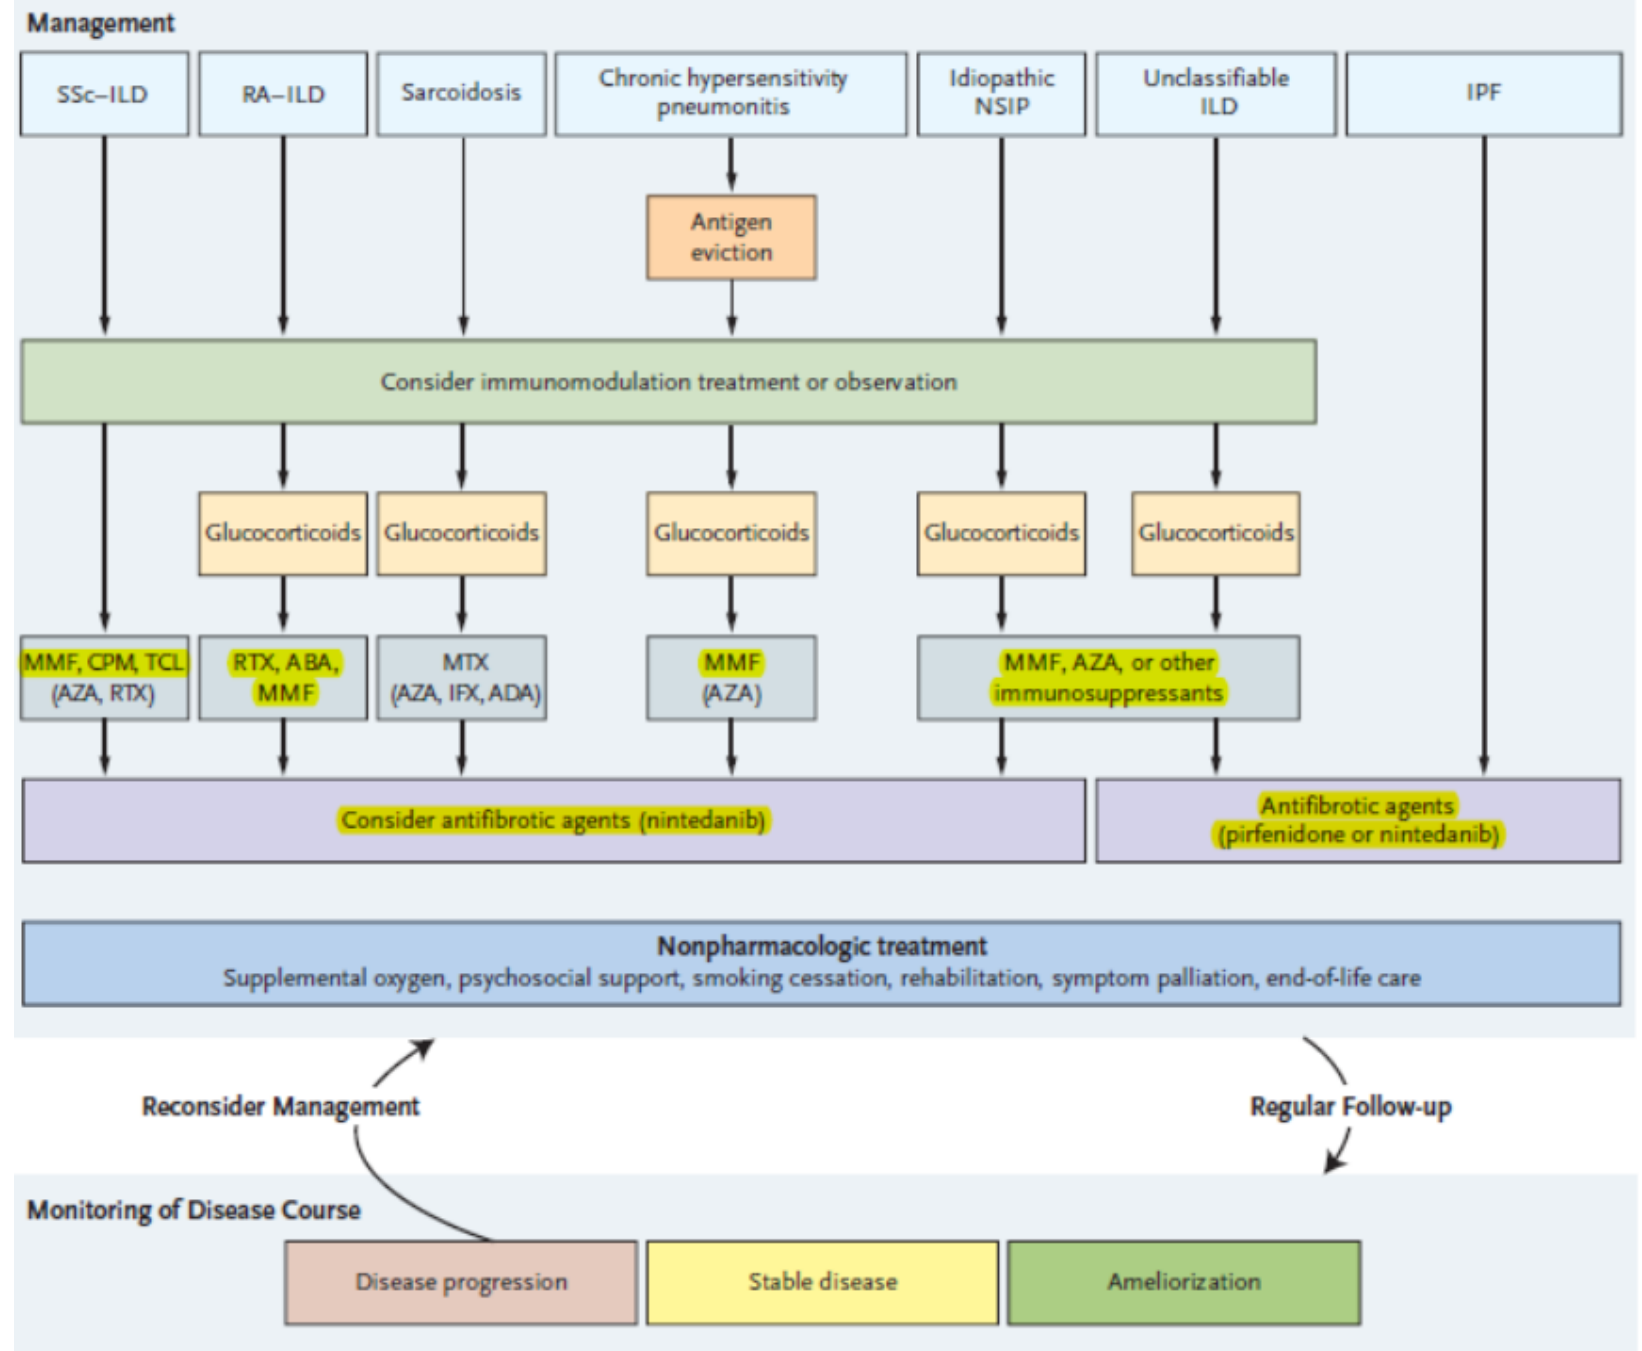 Management
SSc–ILD
RA–ILD
Sarcoidosis
Chronic hypersensitivity
pneumonitis
Idiopathic
NSIP
Unclassifiable
ILD
IPF
Antigen
eviction
Consider immunomodulation treatment or observation
Glucocorticoids
Glucocorticoids
Glucocorticoids
Glucocorticoids
Glucocorticoids
MMF, CPM, TCL
(AZA, RTX)
RTX, ABA,
MMF
MTX
(AZA, IFX, ADA)
MMF
(AZA)
MMF, AZA, or other
immunosuppressants
Consider antifibrotic agents (nintedanib)
Antifibrotic agents
(pirfenidone or nintedanib)
Nonpharmacologic treatment
Supplemental oxygen, psychosocial support, smoking cessation, rehabilitation, symptom palliation, end-of-life care
Reconsider Management
Regular Follow-up
Monitoring of Disease Course
Disease progression
Stable disease
Ameliorization